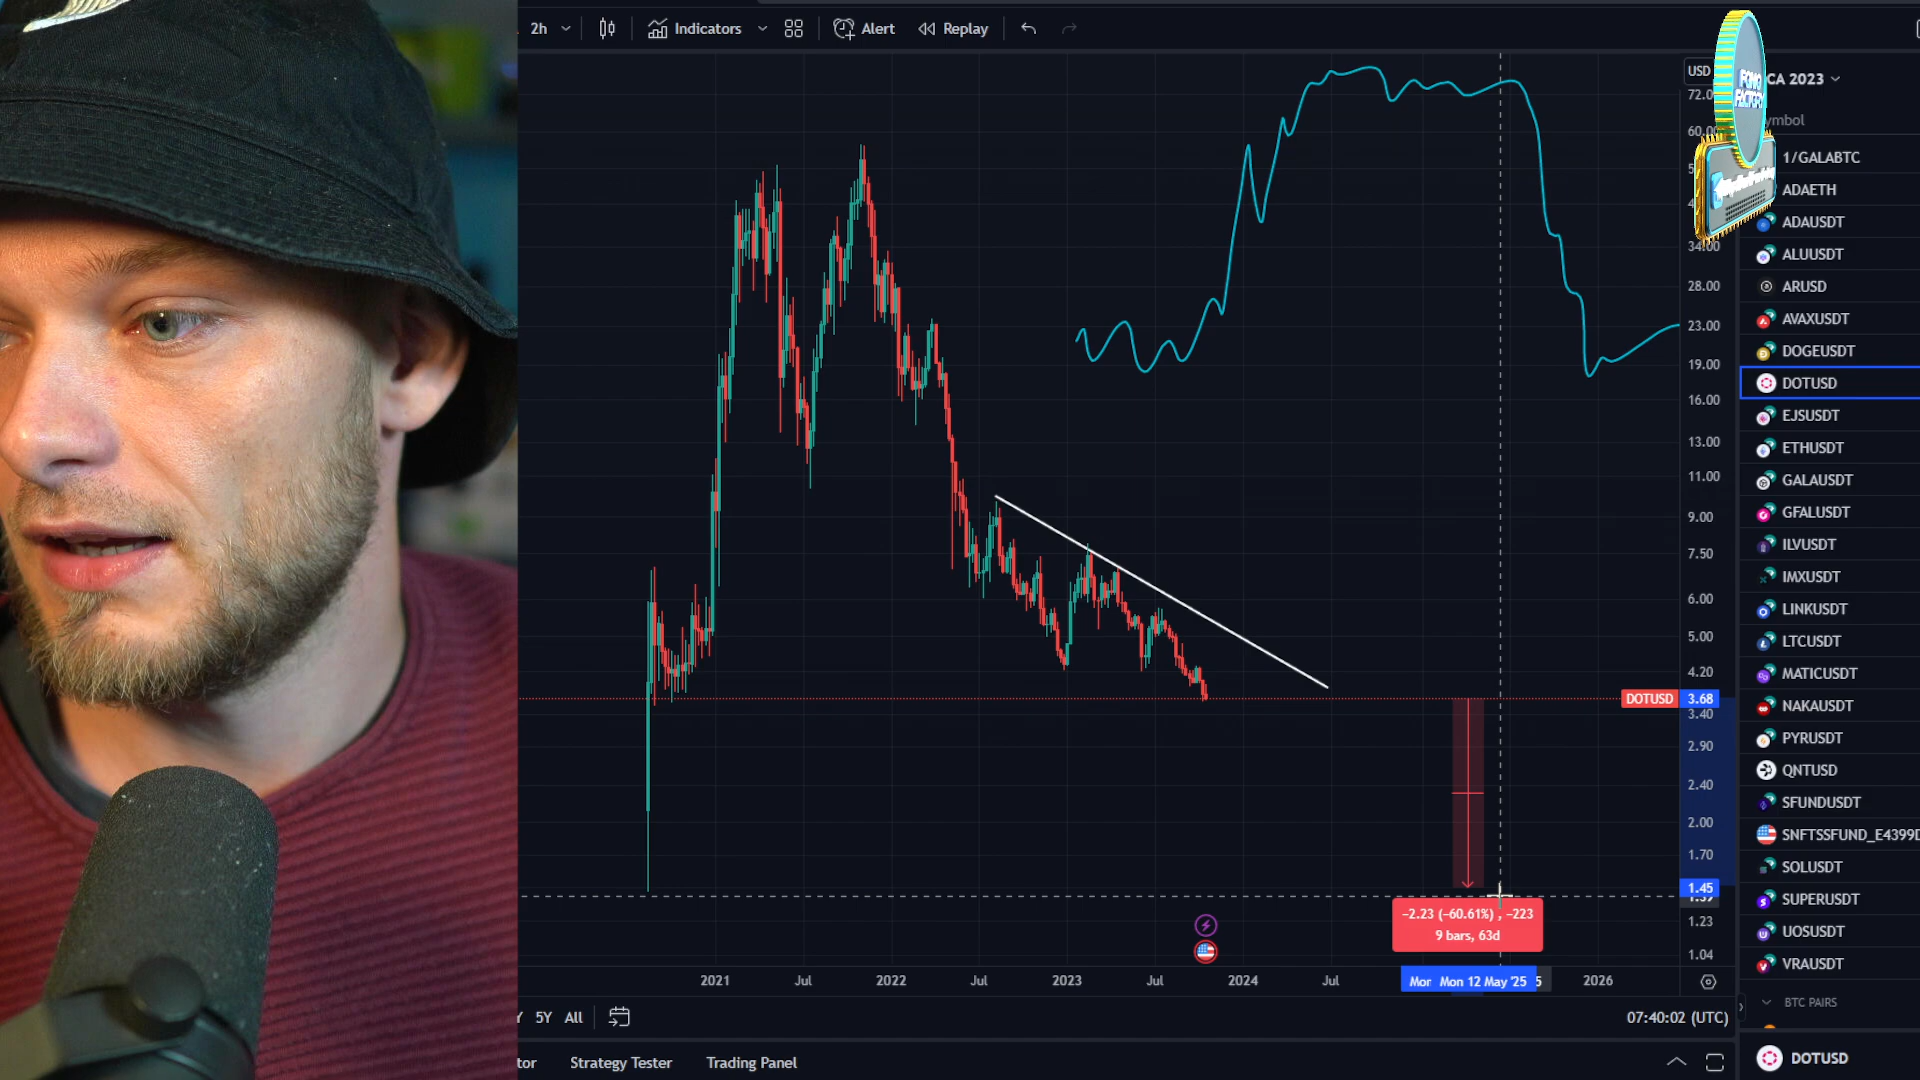 2h
Indicators
Alert
Replay
USD
CA 2023
72.0
60.00
ymbol
FOMO
FACTORY
1/GALABTC
ADAETH
ADAUSDT
34.00
ALUUSDT
28.00
ARUSD
23.00
AVAXUSDT
19.00
DOGEUSDT
DOTUSD
16.00
EJSUSDT
13.00
ETHUSDT
11.00
GALAUSDT
9.00
GFALUSDT
7.50
ILVUSDT
IMXUSDT
6.00
LINKUSDT
5.00
LTCUSDT
4.20
MATICUSDT
DOTUSD
3.68
NAKAUSDT
3.40
PYRUSDT
2.90
QNTUSD
2.40
SFUNDUSDT
2.00
SNFTSSFUND_E4399D
1.70
SOLUSDT
1.45
SUPERUSDT
−2.23 (−60.61%) , −223
9 bars, 63d
1.23
UOSUSDT
1.04
VRAUSDT
2021
Jul
2022
Jul
2023
Jul
2024
Jul
Mon 12 May '25
2026
BTC PAIRS
Y
5Y
All
07:40:02 (UTC)
tor
Strategy Tester
Trading Panel
DOTUSD